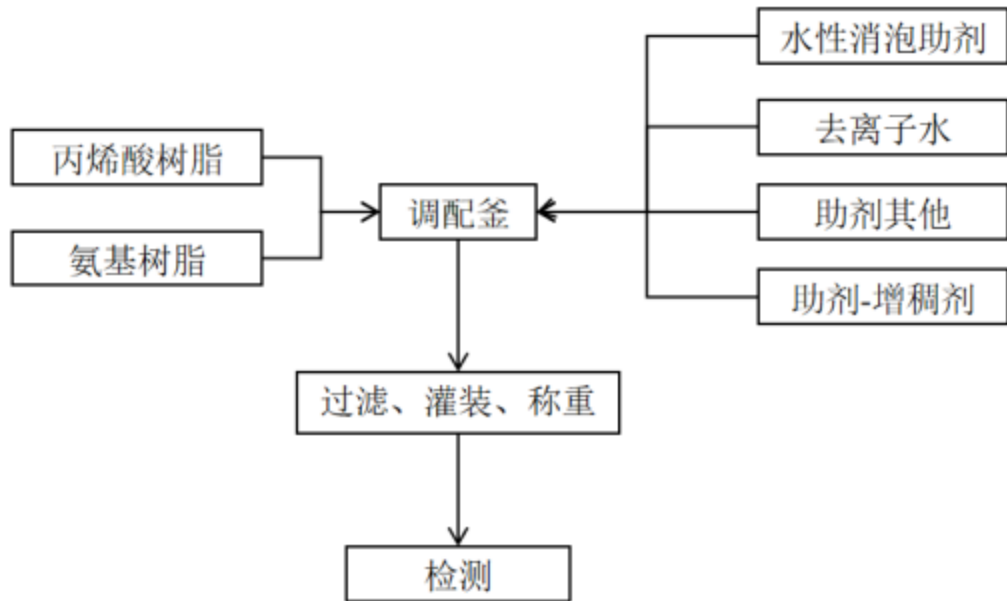 水性消泡助剂
去离子水
丙烯酸树脂
调配釜
助剂其他
氨基树脂
助剂-增稠剂
过滤、灌装、称重
检测